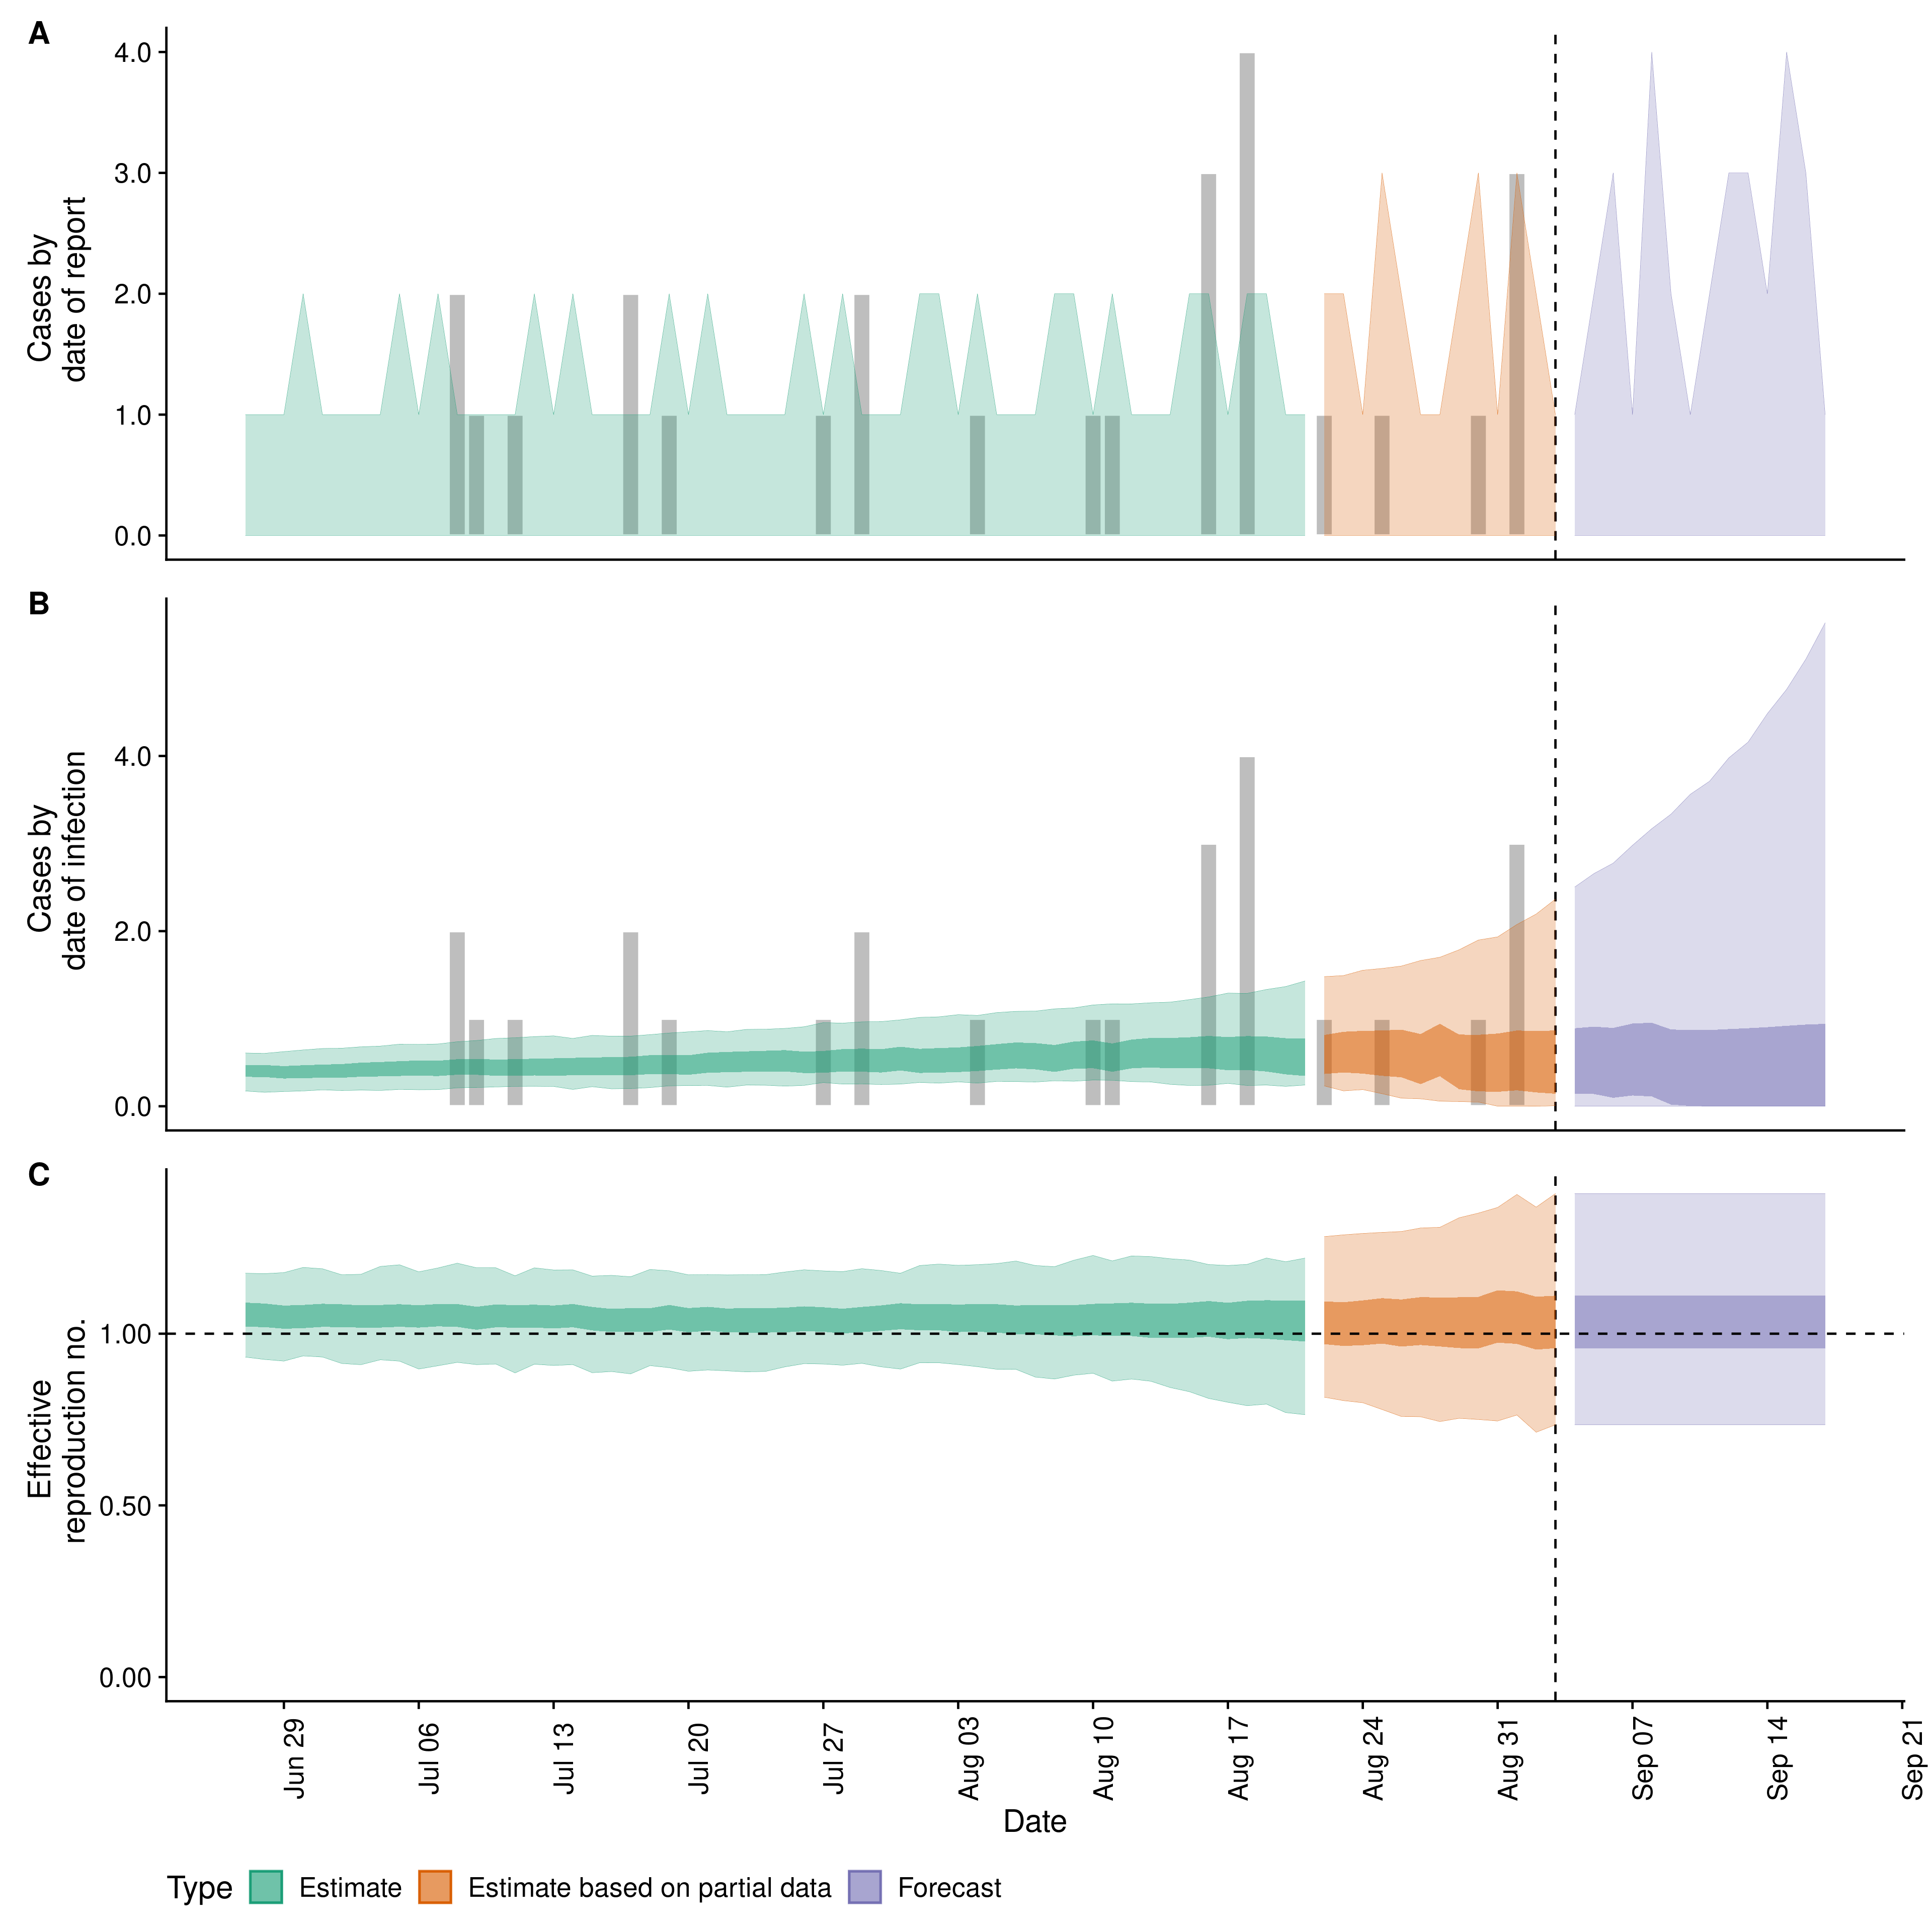 A
Cases by
date of report
4.0
3.0
2.0
1.0
0.0
B
Cases by
date of infection
4.0
2.0
0.0
C
Effective
reproduction no.
1.00
0.50
0.00
Jun 29
Jul 06
Jul 13
Jul 20
Jul 27
Aug 03
Aug 10
Aug 17
Aug 24
Aug 31
Sep 07
Sep 14
Sep 21
Date
Type Estimate Estimate based on partial data Forecast